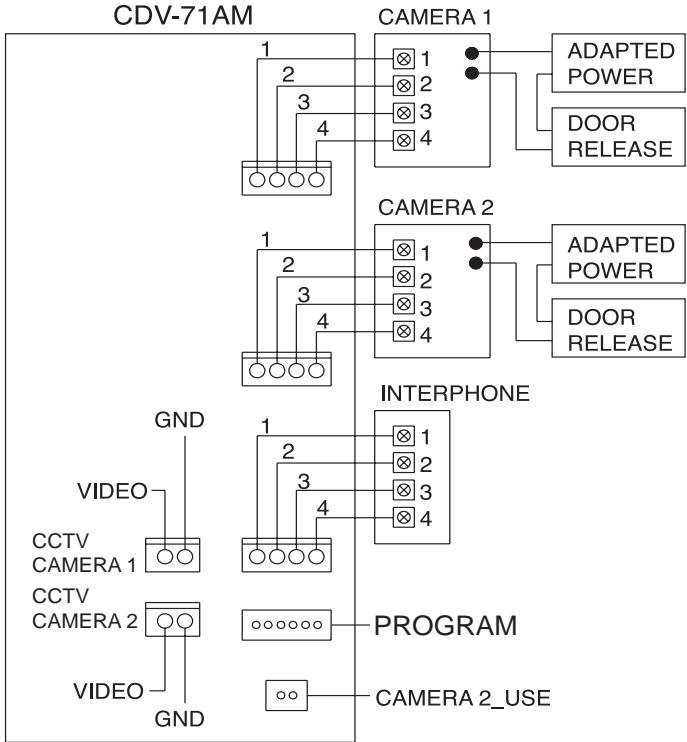 CDV-71AM
CAMERA 1
1
2
3
4
1
2
3
4
ADAPTED
POWER
DOOR
RELEASE
CAMERA 2
1
2
3
4
1
2
3
4
ADAPTED
POWER
DOOR
RELEASE
INTERPHONE
1
2
3
4
1
2
3
4
GND
VIDEO
CCTV
CAMERA 1
CCTV
CAMERA 2
VIDEO
GND
PROGRAM
CAMERA 2_USE